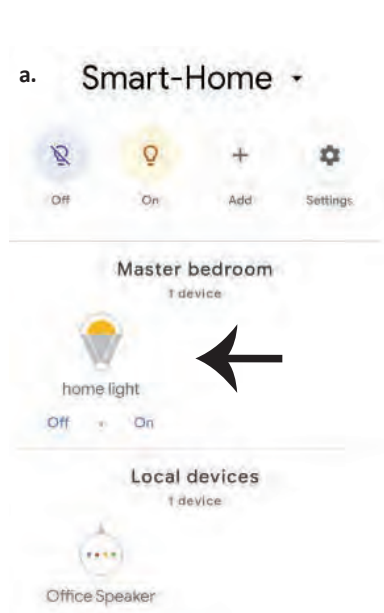 a. Smart-Home
Off On Add Settings
Master bedroom
1 device
home light
Off • On
Local devices
1 device
Office Speaker